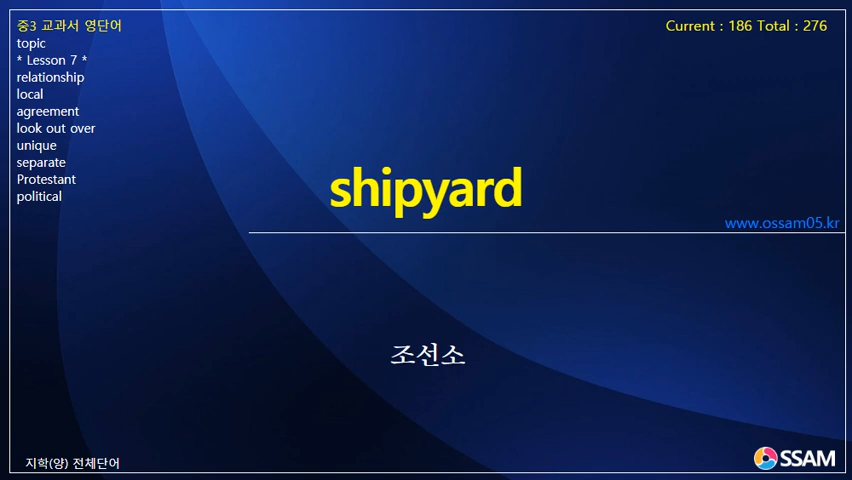 중3 교과서 영단어
Current : 186 Total : 276
topic
* Lesson 7 *
relationship
local
agreement
look out over
unique
separate
Protestant
political
shipyard
www.ossam05.kr
조선소
지학(양) 전체단어
OSSAM